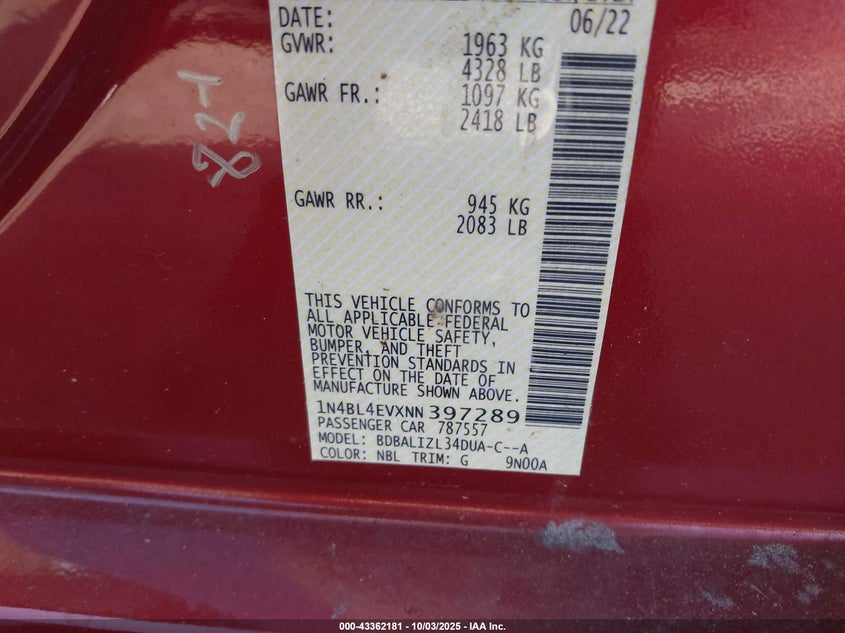 DATE: 06/22
GVWR: 1963 KG
4328 LB
GAWR FR.: 1097 KG
2418 LB
GAWR RR.: 945 KG
2083 LB
THIS VEHICLE CONFORMS TO
ALL APPLICABLE FEDERAL
MOTOR VEHICLE SAFETY,
BUMPER, AND THEFT
PREVENTION STANDARDS IN
EFFECT ON THE DATE OF
MANUFACTURE SHOWN ABOVE.
1N4BL4EVXNN397289
PASSENGER CAR 787557
MODEL: BDBALIZL34DUA-C--A
COLOR: NBL TRIM: G 9N00A
824
000-43362181 - 10/03/2025 - IAA Inc.